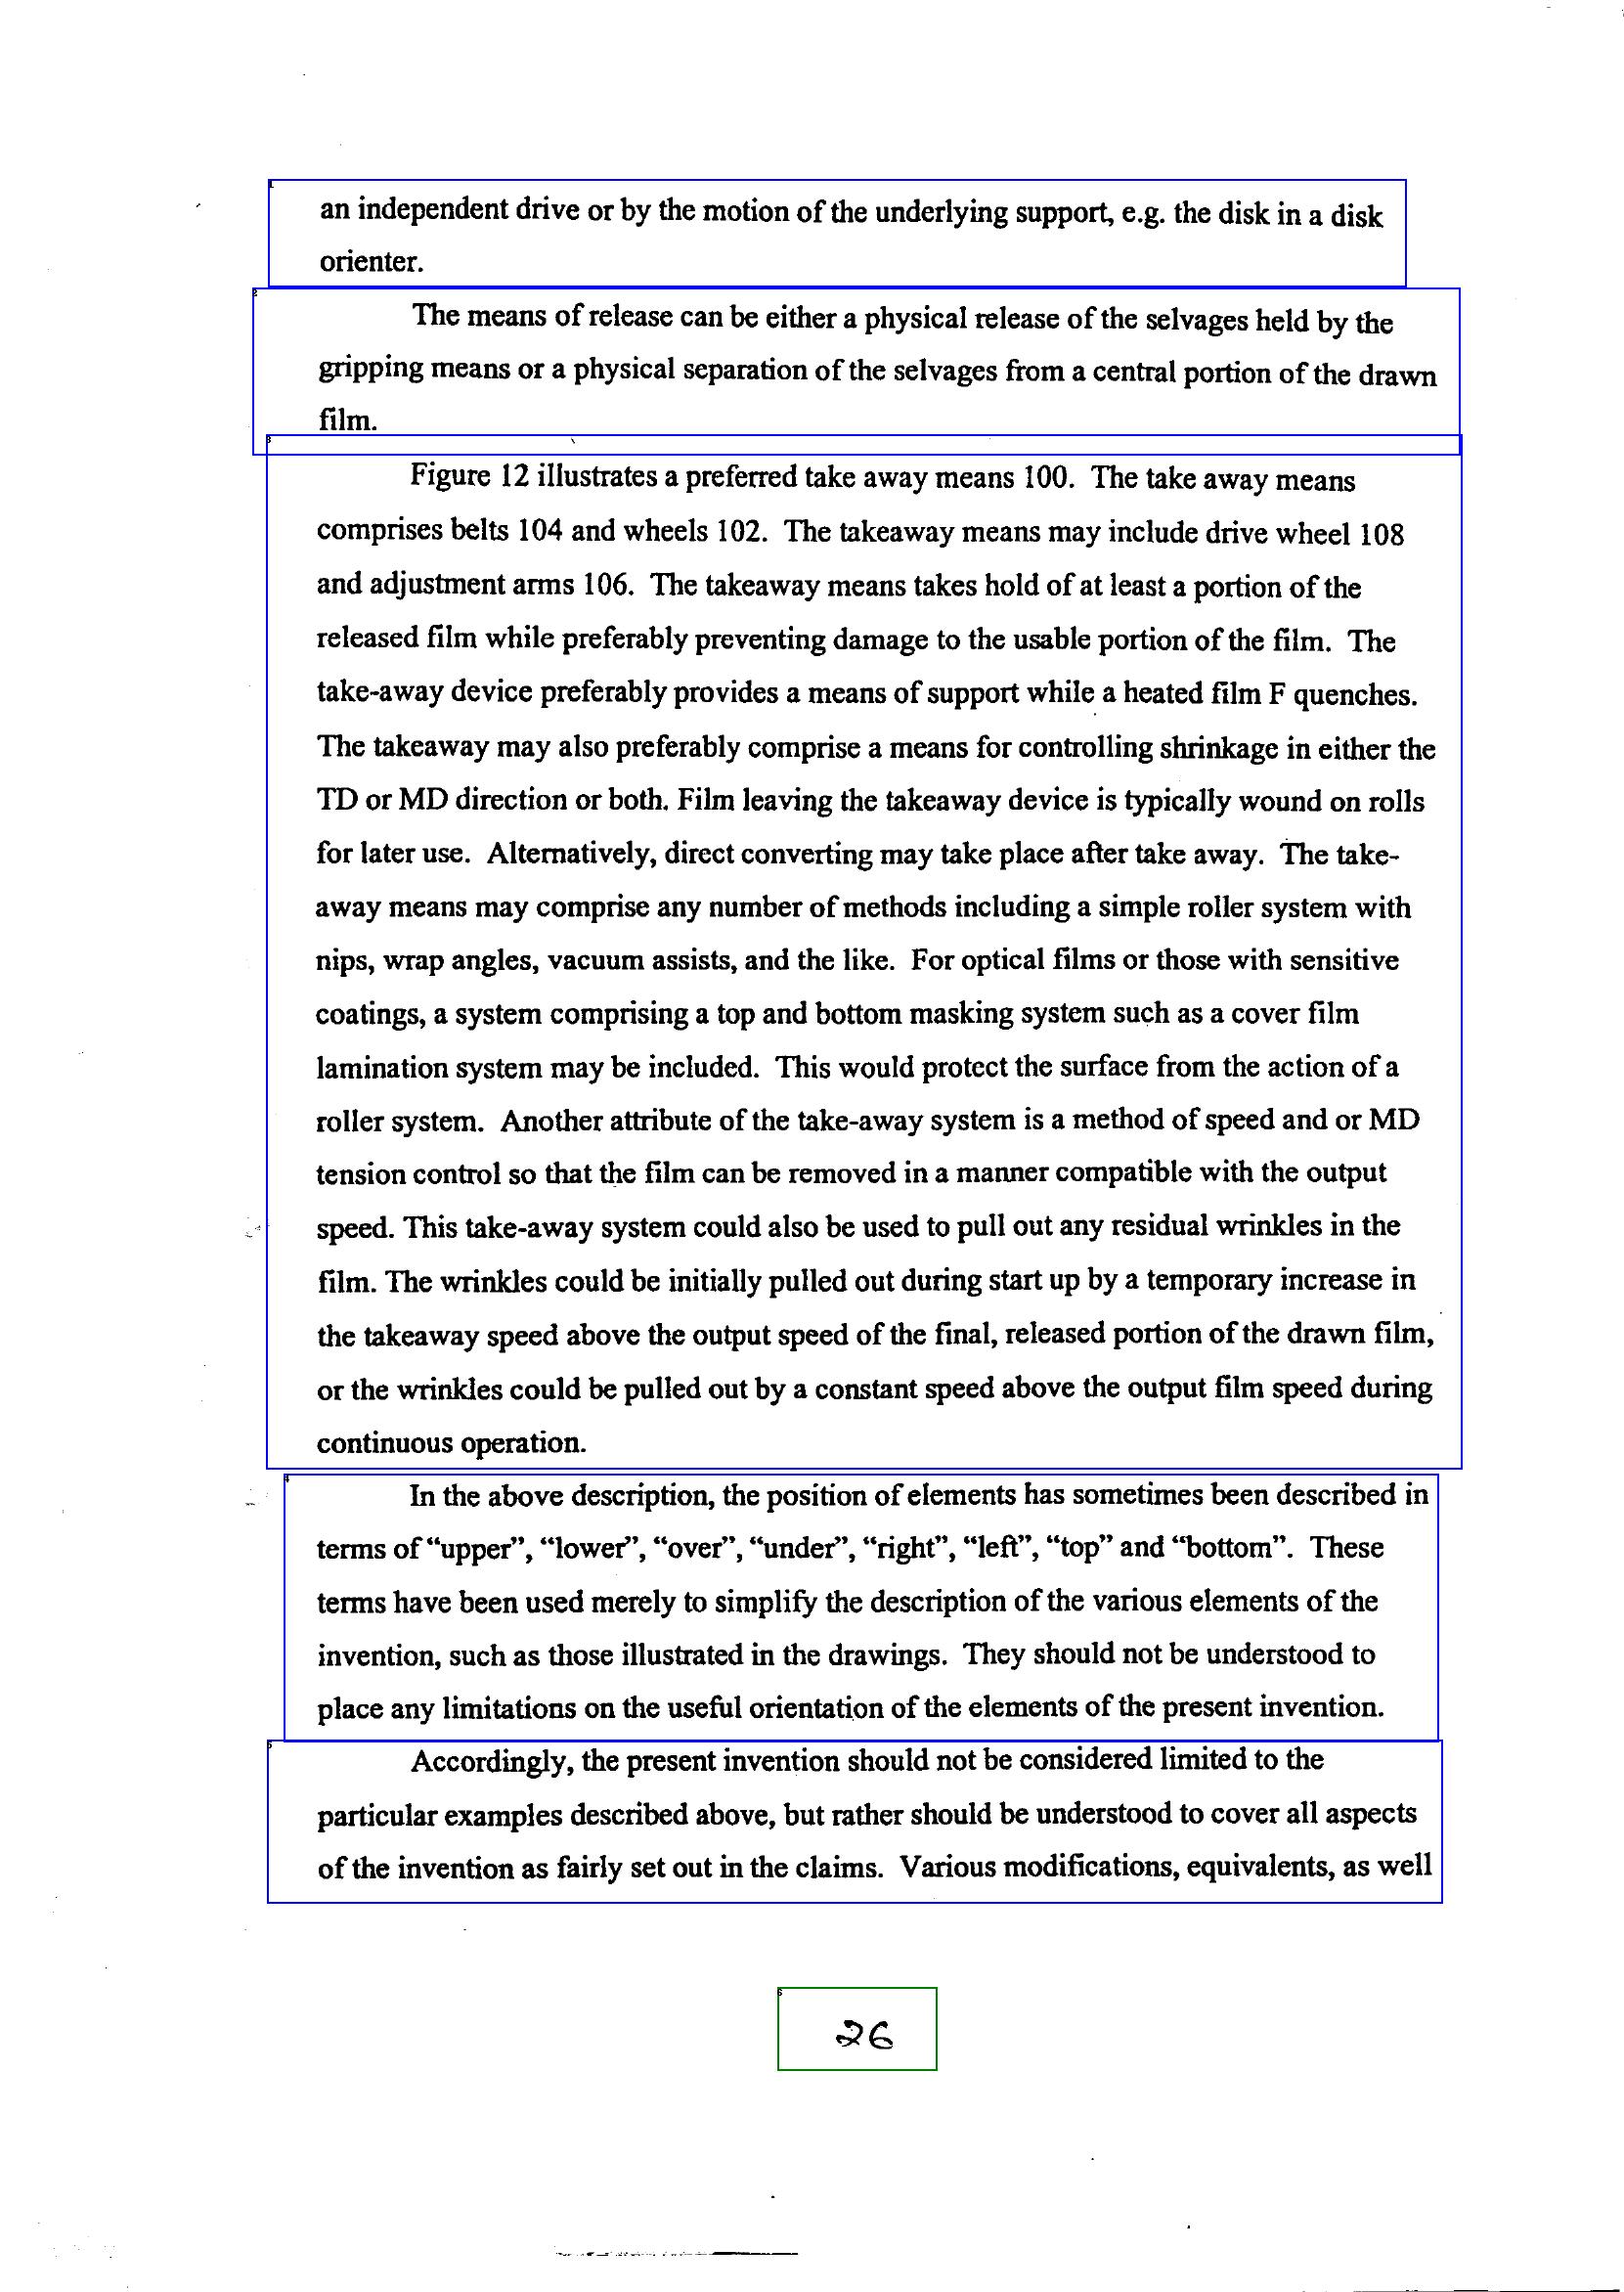 an independent drive or by the motion of the underlying support, e.g. the disk in a disk
orienter.
The means of release can be either a physical release of the selvages held by the
gripping means or a physical separation of the selvages from a central portion of the drawn
film.
Figure 12 illustrates a preferred take away means 100. The take away means
comprises belts 104 and wheels 102. The takeaway means may include drive wheel 108
and adjustment arms 106. The takeaway means takes hold of at least a portion of the
released film while preferably preventing damage to the usable portion of the film. The
take-away device preferably provides a means of support while a heated film F quenches.
The takeaway may also preferably comprise a means for controlling shrinkage in either the
TD or MD direction or both. Film leaving the takeaway device is typically wound on rolls
for later use. Alternatively, direct converting may take place after take away. The take-
away means may comprise any number of methods including a simple roller system with
nips, wrap angles, vacuum assists, and the like. For optical films or those with sensitive
coatings, a system comprising a top and bottom masking system such as a cover film
lamination system may be included. This would protect the surface from the action of a
roller system. Another attribute of the take-away system is a method of speed and or MD
tension control so that the film can be removed in a manner compatible with the output
speed. This take-away system could also be used to pull out any residual wrinkles in the
film. The wrinkles could be initially pulled out during start up by a temporary increase in
the takeaway speed above the output speed of the final, released portion of the drawn film,
or the wrinkles could be pulled out by a constant speed above the output film speed during
continuous operation.
In the above description, the position of elements has sometimes been described in
terms of “upper”, “lower”, “over”, “under”, “right”, “left”, “top” and “bottom”. These
terms have been used merely to simplify the description of the various elements of the
invention, such as those illustrated in the drawings. They should not be understood to
place any limitations on the useful orientation of the elements of the present invention.
Accordingly, the present invention should not be considered limited to the
particular examples described above, but rather should be understood to cover all aspects
of the invention as fairly set out in the claims. Various modifications, equivalents, as well
26